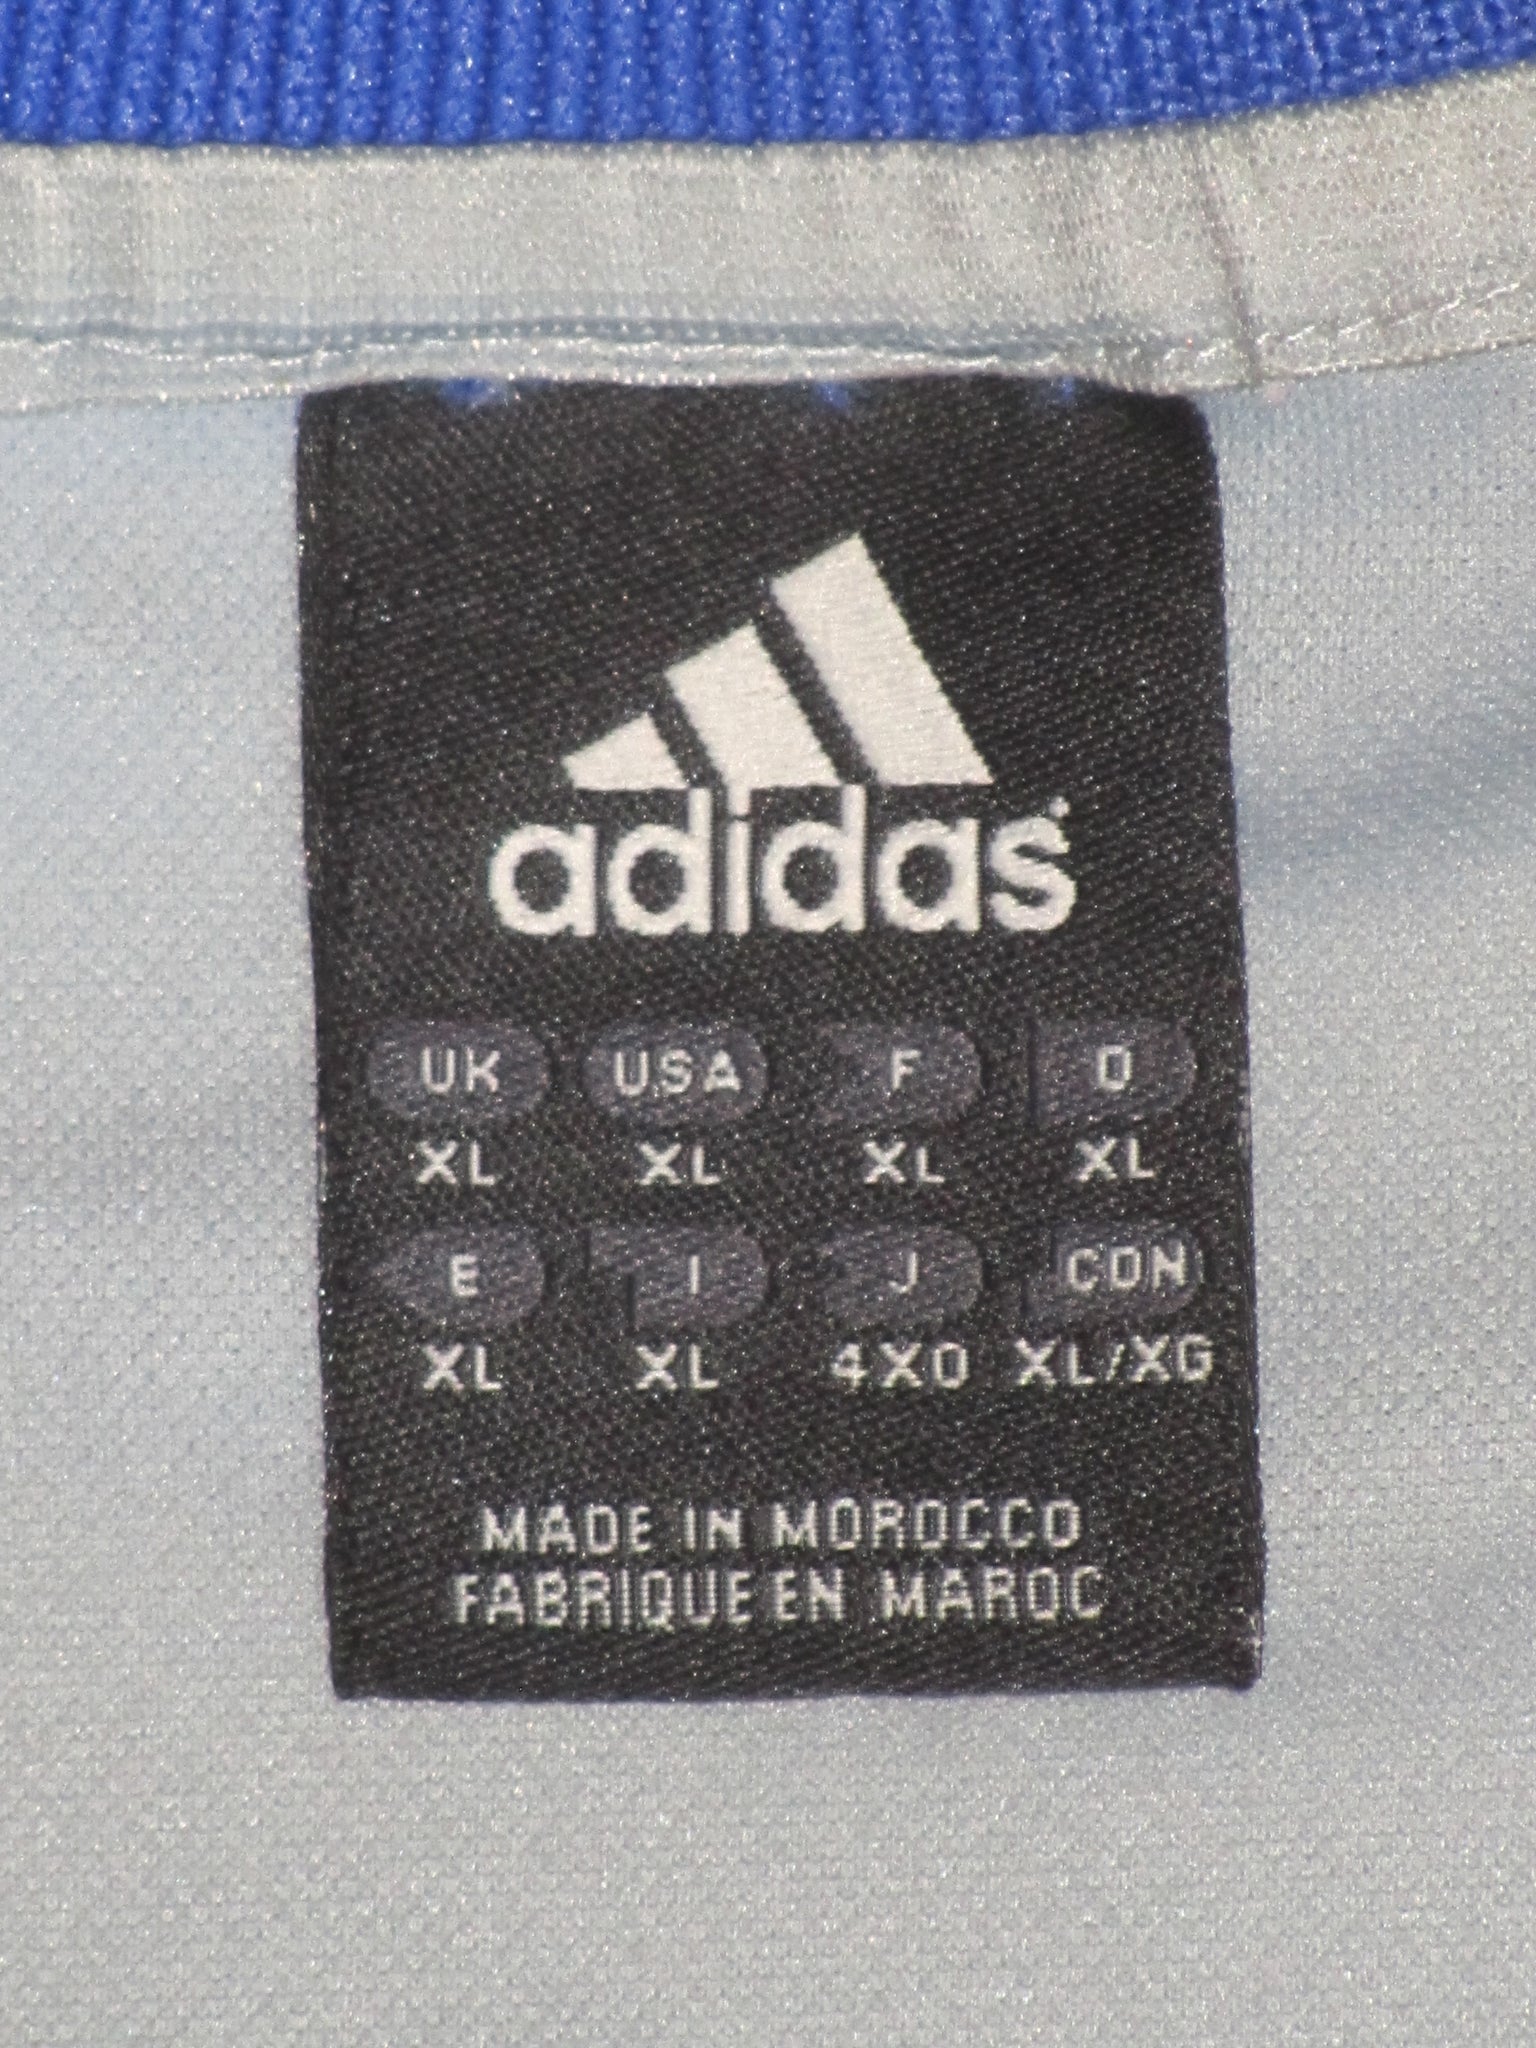 adidas
UK USA F D
XL XL XL XL
E I J CDN
XL XL 4XO XL/XG
MADE IN MOROCCO
FABRIQUE EN MAROC